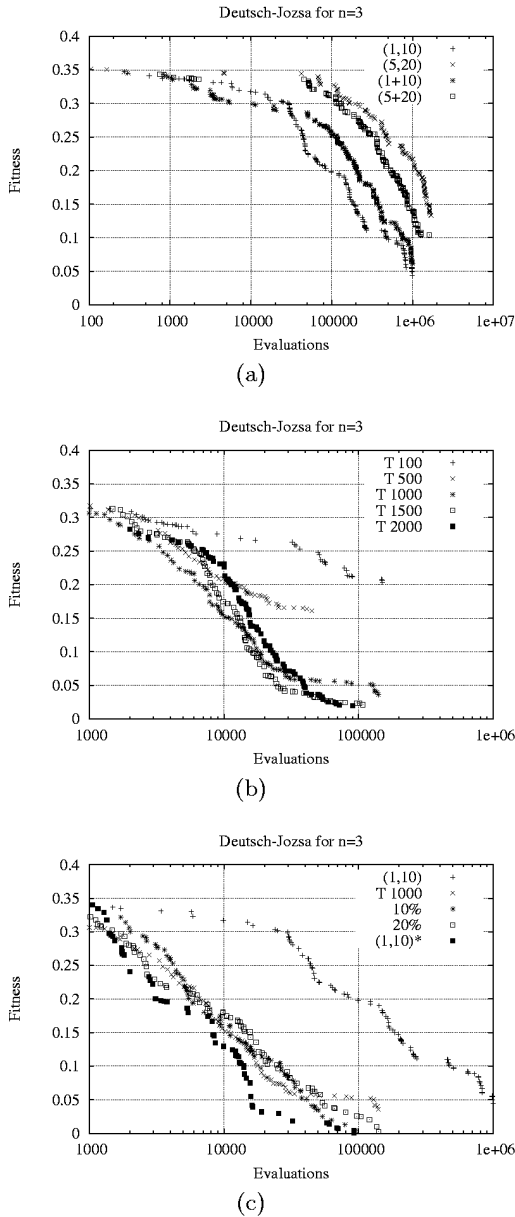 Deutsch-Jozsa for n=3
0.4
0.35
0.3
0.25
0.2
0.15
0.1
0.05
0
Fitness
(1,10)
(5,20)
(1+10)
(5+20)
100
1000
10000
100000
1e+06
1e+07
Evaluations
(a)
Deutsch-Jozsa for n=3
0.4
0.35
0.3
0.25
0.2
0.15
0.1
0.05
0
Fitness
T 100
T 500
T 1000
T 1500
T 2000
1000
10000
100000
1e+06
Evaluations
(b)
Deutsch-Jozsa for n=3
0.4
0.35
0.3
0.25
0.2
0.15
0.1
0.05
0
Fitness
(1,10)
T 1000
10%
20%
(1,10)*
1000
10000
100000
1e+06
Evaluations
(c)